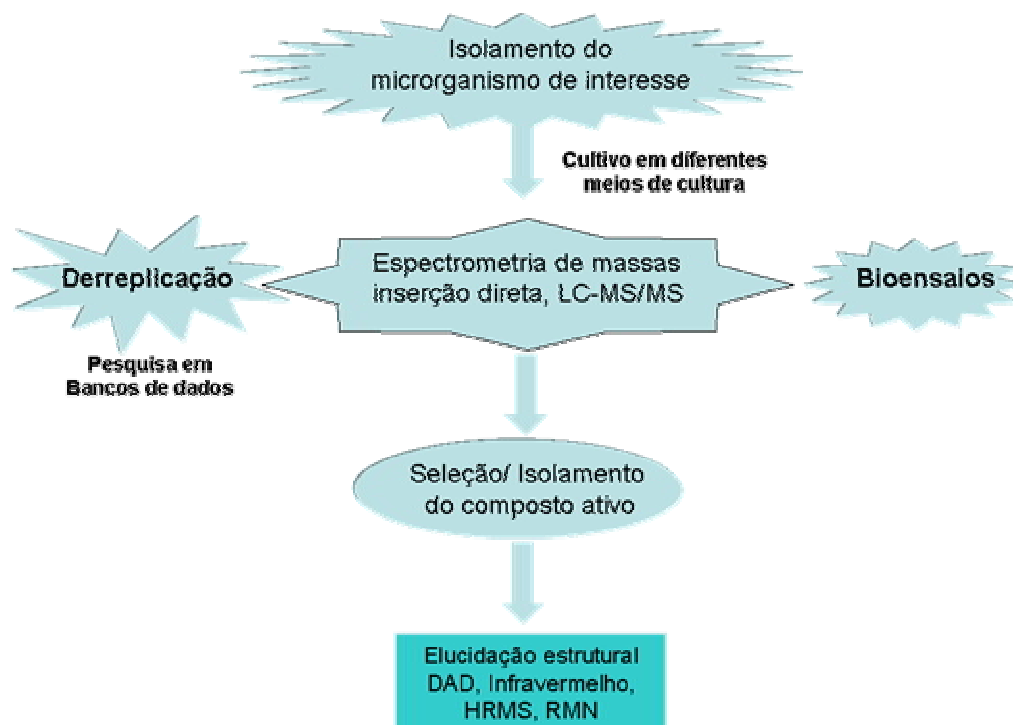 Isolamento do
microrganismo de interesse
Cultivo em diferentes
meios de cultura
Derreplicação
Pesquisa em
Bancos de dados
Espectrometria de massas
inserção direta, LC-MS/MS
Bioensaios
Seleção/ Isolamento
do composto ativo
Elucidação estrutural
DAD, Infravermelho,
HRMS, RMN